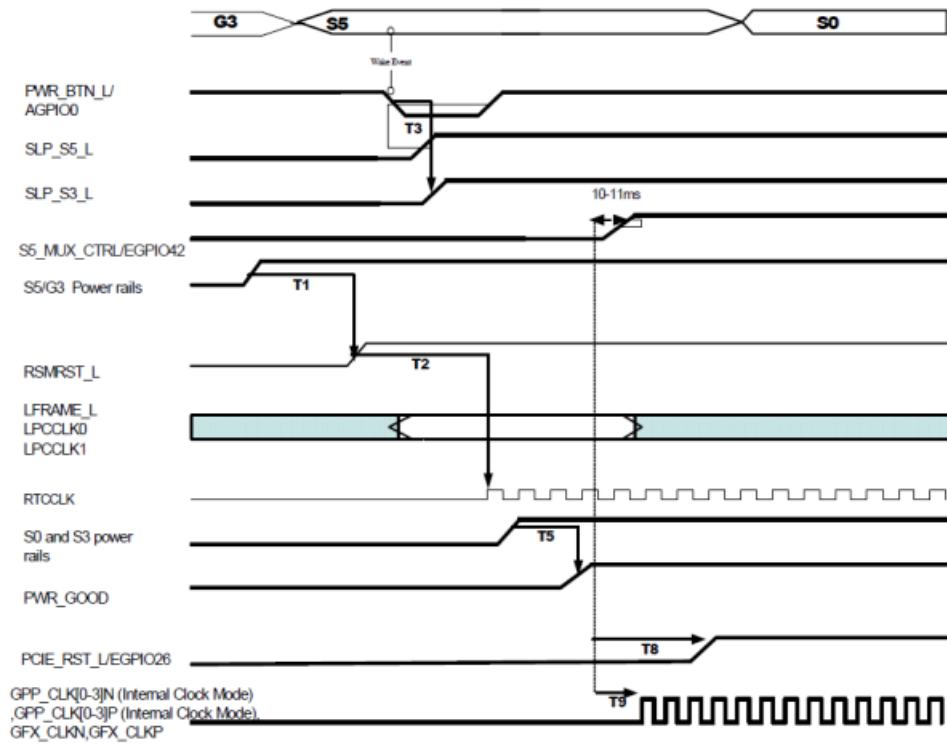 G3
S5
S0
Wake Event
PWR_BTN_L/
AGPIO0
T3
SLP_S5_L
SLP_S3_L
10-11ms
S5_MUX_CTRL/EGPIO42
S5/G3 Power rails
T1
RSMRST_L
T2
LFRAME_L
LPCCLK0
LPCCLK1
RTCCLK
S0 and S3 power
rails
T5
PWR_GOOD
PCIE_RST_L/EGPIO26
T8
GPP_CLK[0-3]N (Internal Clock Mode)
,GPP_CLK[0-3]P (Internal Clock Mode),
GFX_CLKN,GFX_CLKP
T9